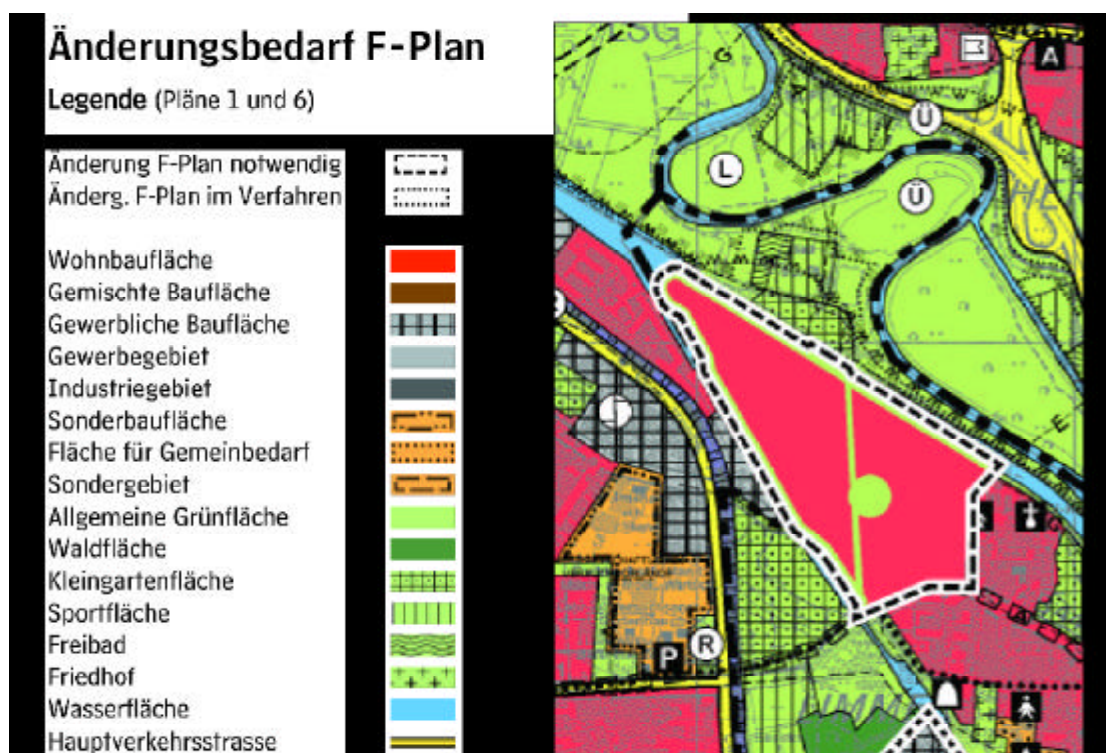 Änderungsbedarf F-Plan
Legende (Pläne 1 und 6)
Änderung F-Plan notwendig
Änderg. F-Plan im Verfahren
Wohnbaufläche
Gemischte Baufläche
Gewerbliche Baufläche
Gewerbegebiet
Industriegebiet
Sonderbaufläche
Fläche für Gemeinbedarf
Sondergebiet
Allgemeine Grünfläche
Waldfläche
Kleingartenfläche
Sportfläche
Freibad
Friedhof
Wasserfläche
Hauptverkehrsstrasse
LSG
G
A
Ü
L
Ü
E
R
P